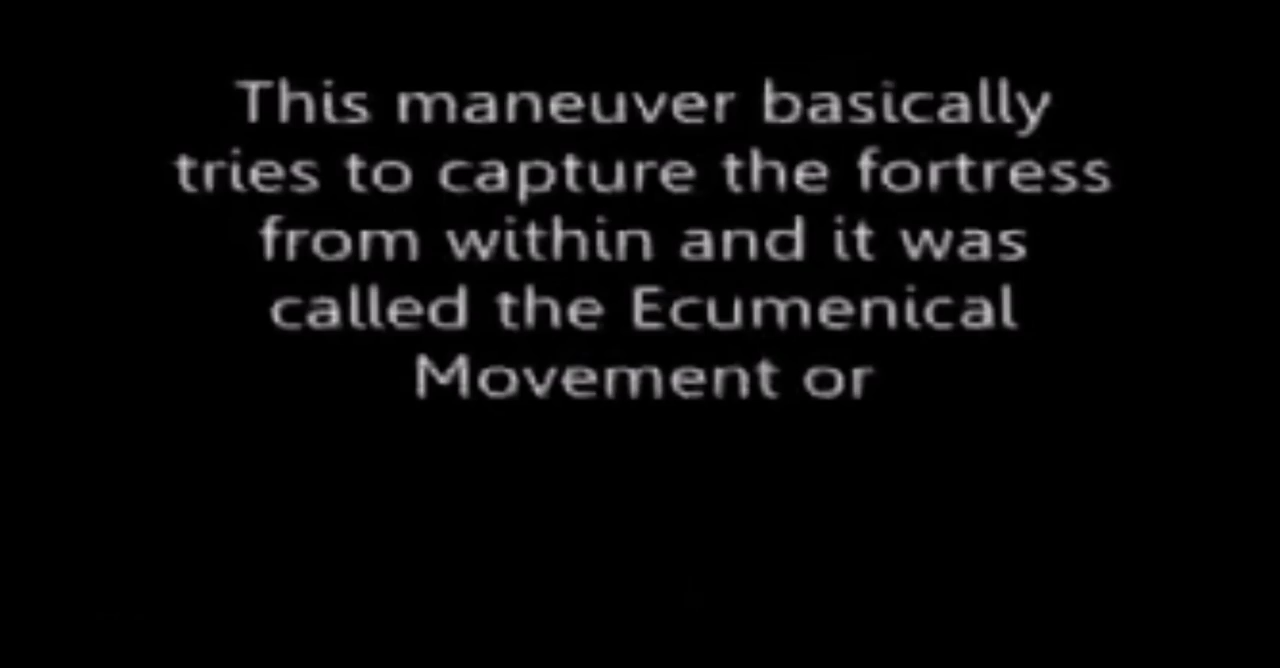 This maneuver basically
tries to capture the fortress
from within and it was
called the Ecumenical
Movement or